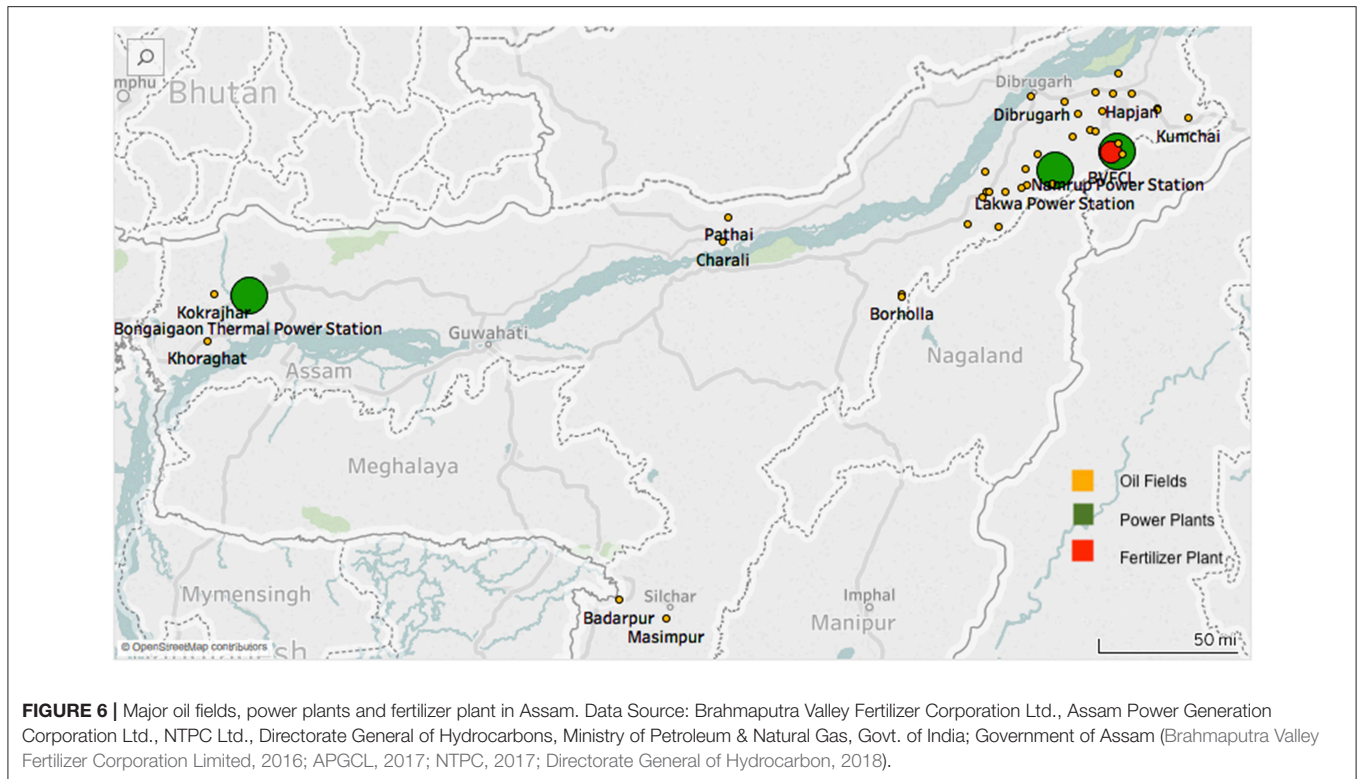 mphu
Bhutan
Dibrugarh
Dibrugarh
Hapjan
Kumchai
BVFCL
Namrup Power Station
Lakwa Power Station
Pathai
Charali
Kokrajhar
Bongaigaon Thermal Power Station
Khoraghat
Guwahati
Assam
Borholla
Nagaland
Meghalaya
Oil Fields
Power Plants
Fertilizer Plant
Mymensingh
Silchar
Badarpur
Masimpur
Imphal
Manipur
50 mi
© OpenStreetMap contributors
FIGURE 6 | Major oil fields, power plants and fertilizer plant in Assam. Data Source: Brahmaputra Valley Fertilizer Corporation Ltd., Assam Power Generation
Corporation Ltd., NTPC Ltd., Directorate General of Hydrocarbons, Ministry of Petroleum & Natural Gas, Govt. of India; Government of Assam (Brahmaputra Valley
Fertilizer Corporation Limited, 2016; APGCL, 2017; NTPC, 2017; Directorate General of Hydrocarbon, 2018).